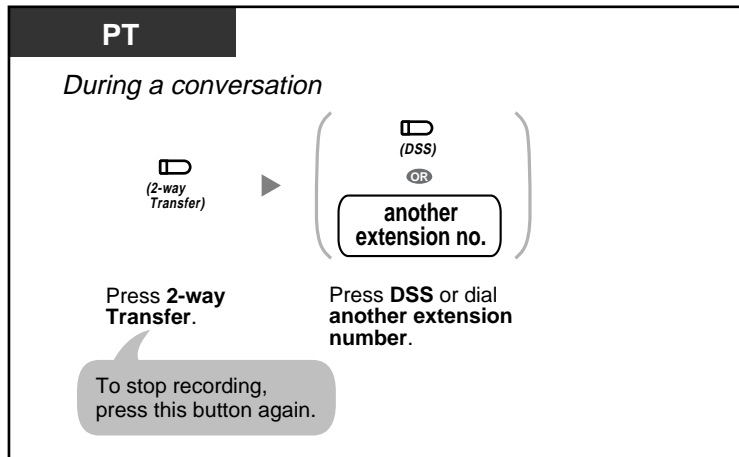 PT
During a conversation
(2-way
Transfer)
(DSS)
OR
another
extension no.
Press 2-way
Transfer.
Press DSS or dial
another extension
number.
To stop recording,
press this button again.